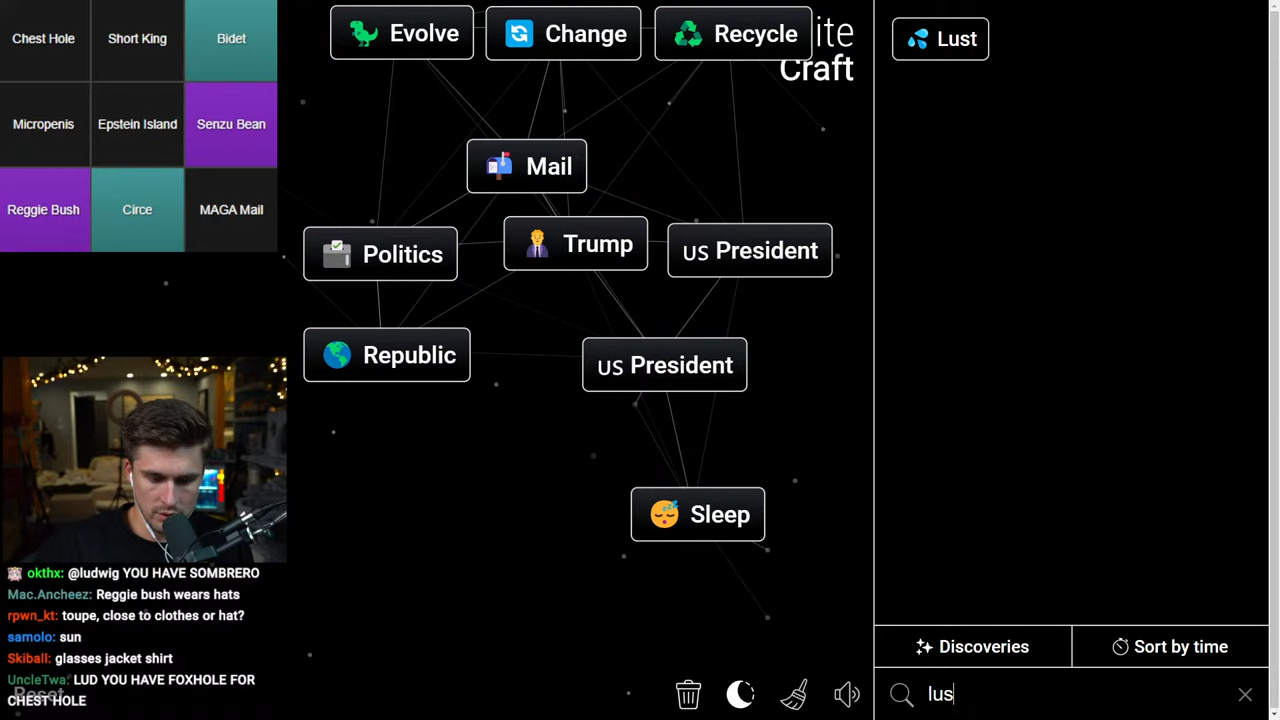 Chest Hole
Short King
Bidet
Micropenis
Epstein Island
Senzu Bean
Reggie Bush
Circe
MAGA Mail
Evolve
Change
Recycle
ite
Craft
Mail
Politics
Trump
US President
Republic
US President
Sleep
Lust
okthx: @ludwig YOU HAVE SOMBRERO
Mac.Ancheez: Reggie bush wears hats
rpwn_kt: toupe, close to clothes or hat?
samolo: sun
Skiball: glasses jacket shirt
UncleTwa: LUD YOU HAVE FOXHOLE FOR
CHEST HOLE
Reset
Discoveries
Sort by time
lus